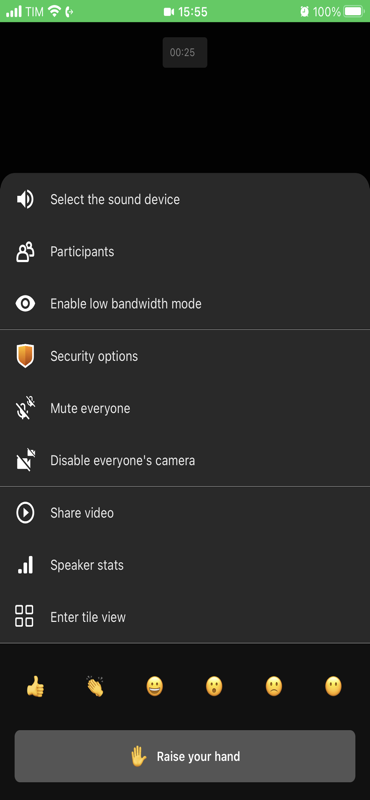 TIM 15:55 100%
00:25
Select the sound device
Participants
Enable low bandwidth mode
Security options
Mute everyone
Disable everyone's camera
Share video
Speaker stats
Enter tile view
Raise your hand